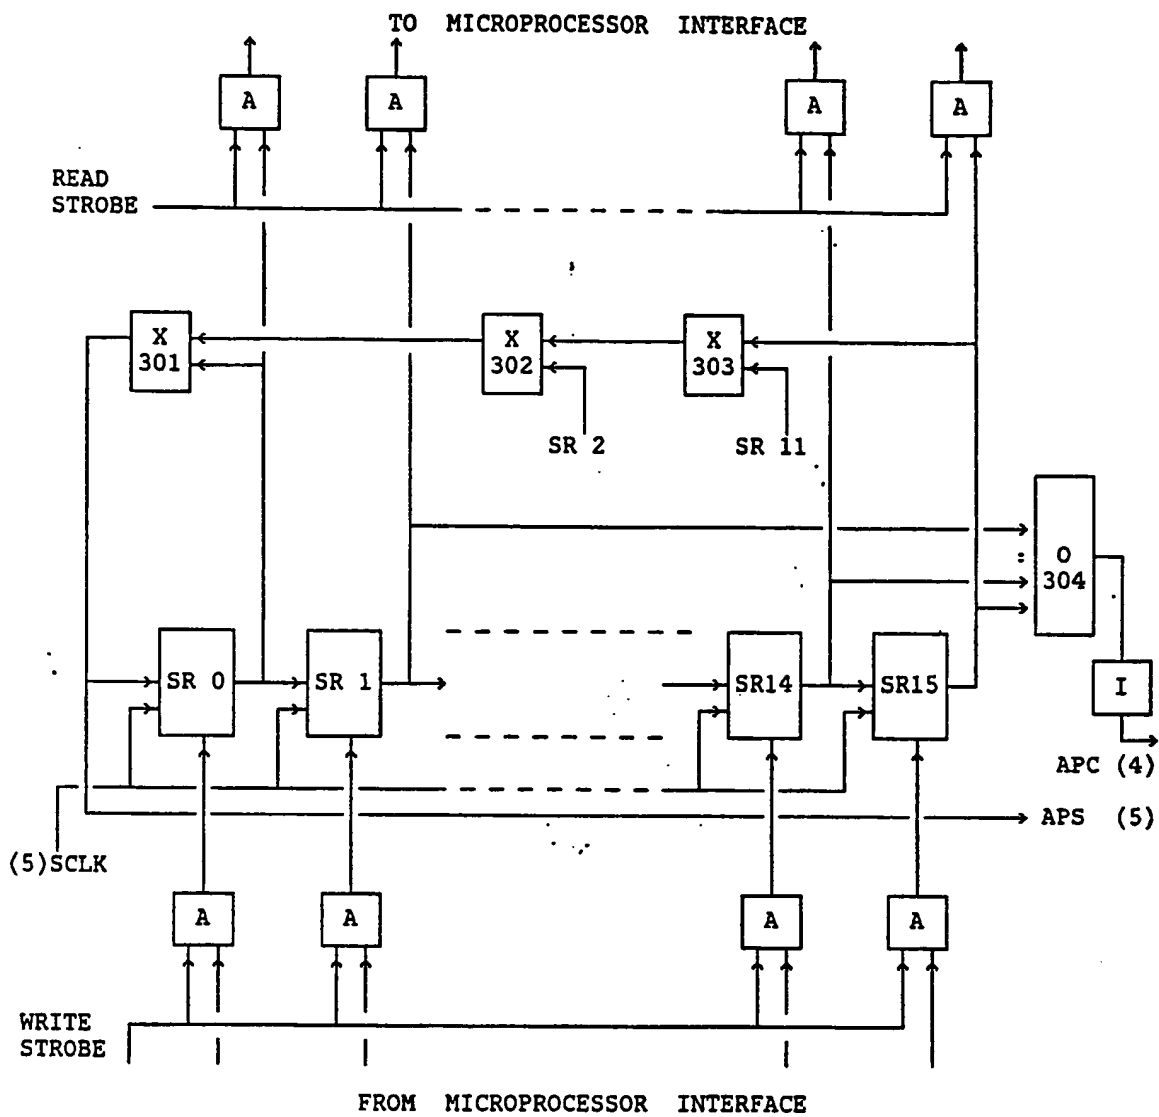 TO MICROPROCESSOR INTERFACE
A A A A
READ
STROBE
X
301
X
302
X
303
SR 2 SR 11
O
304
SR 0 SR 1 SR14 SR15
I
APC (4)
APS (5)
(5)SCLK
A A A A
WRITE
STROBE
FROM MICROPROCESSOR INTERFACE